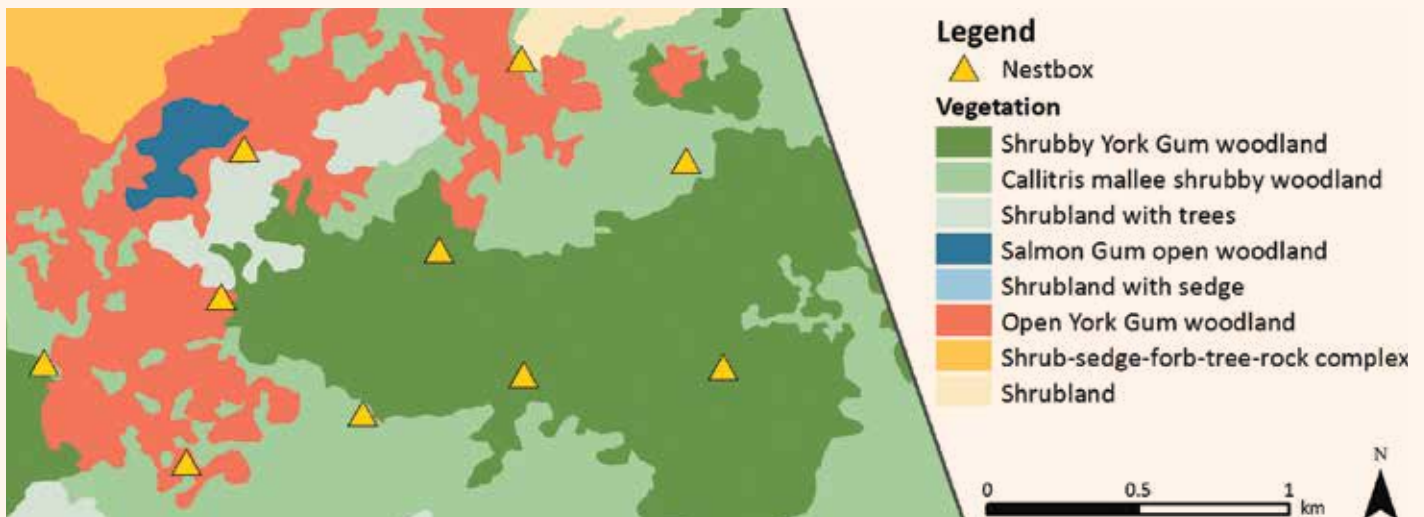 Legend
Nestbox
Vegetation
Shrubby York Gum woodland
Callitris mallee shrubby woodland
Shrubland with trees
Salmon Gum open woodland
Shrubland with sedge
Open York Gum woodland
Shrub-sedge-forb-tree-rock complex
Shrubland
N
0 0.5 1
km